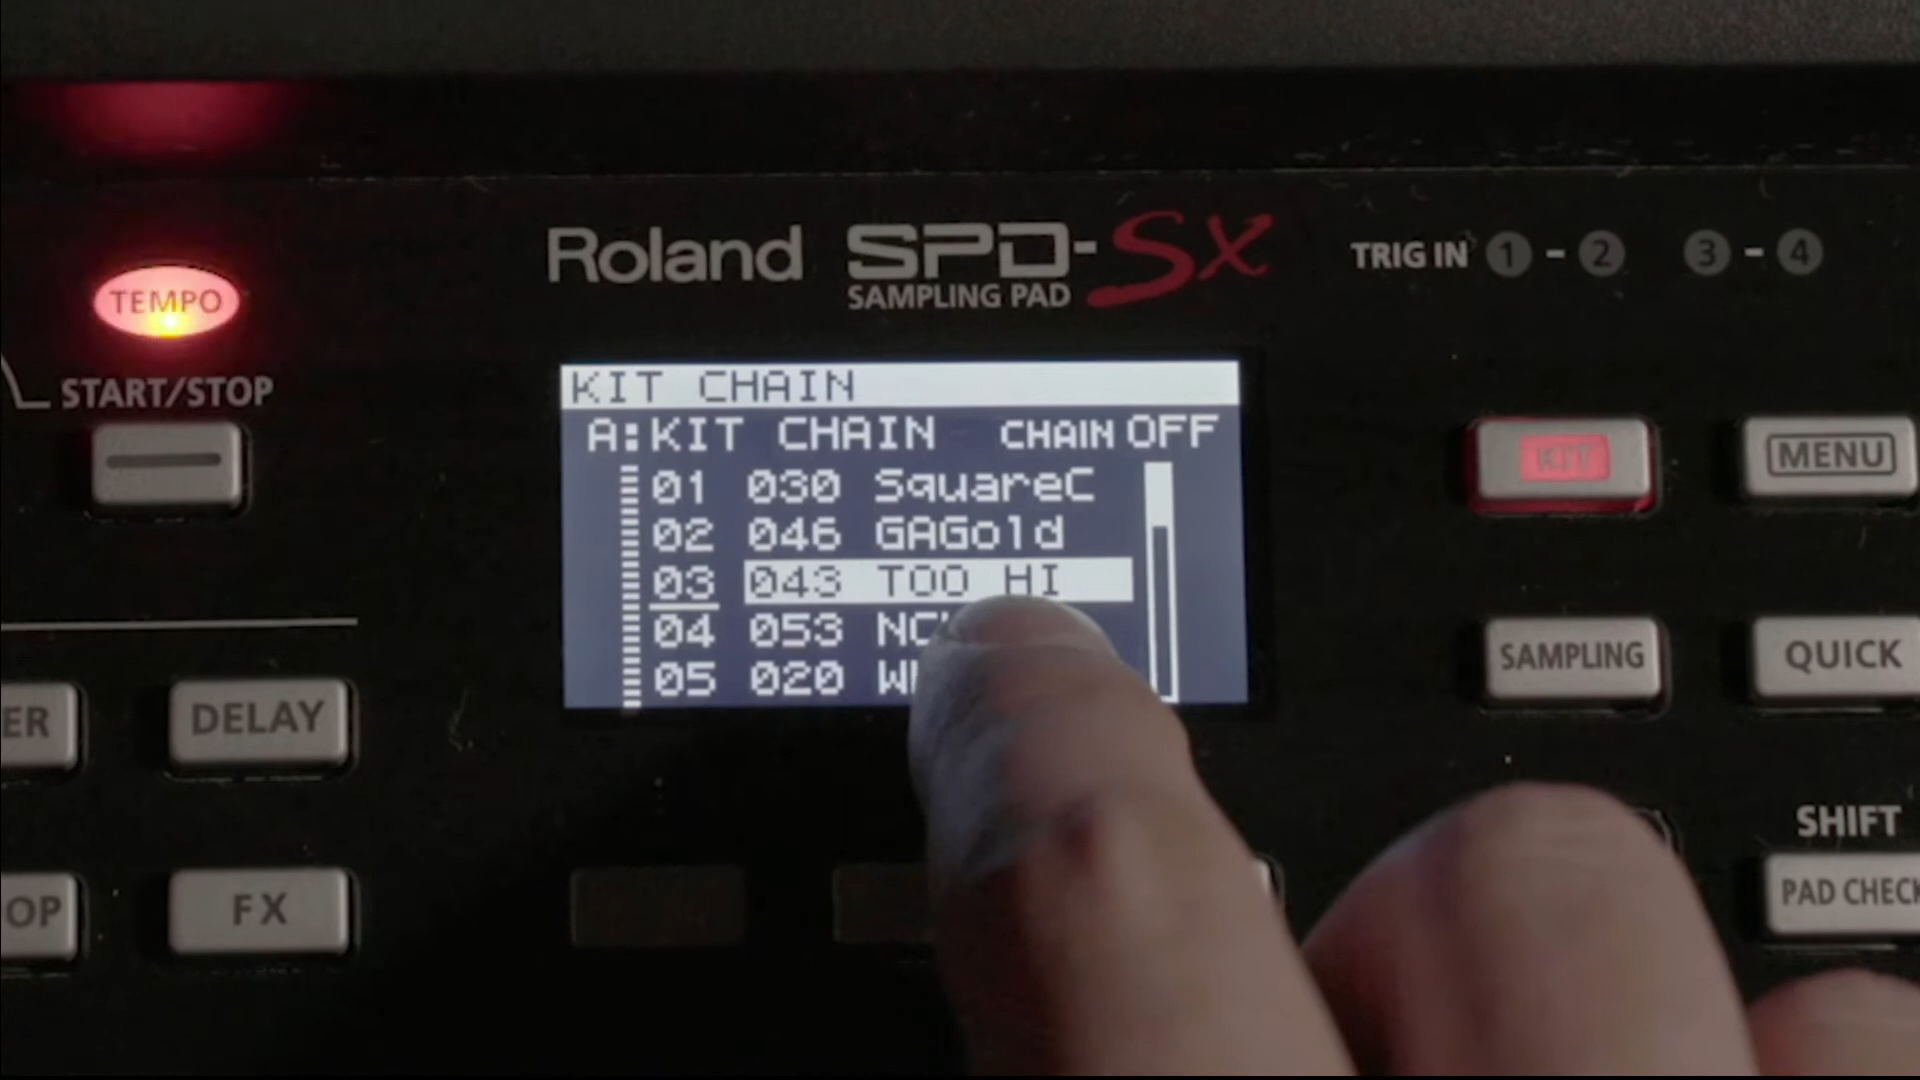 Roland SPD-SX
SAMPLING PAD
TRIG IN 1 - 2 3 - 4
TEMPO
START/STOP
KIT CHAIN
A:KIT CHAIN CHAIN OFF
01 030 SquareC
02 046 GAGold
03 043 TOO HI
04 053
05 020
KIT
MENU
SAMPLING
QUICK
DELAY
SHIFT
PAD CHECK
FX